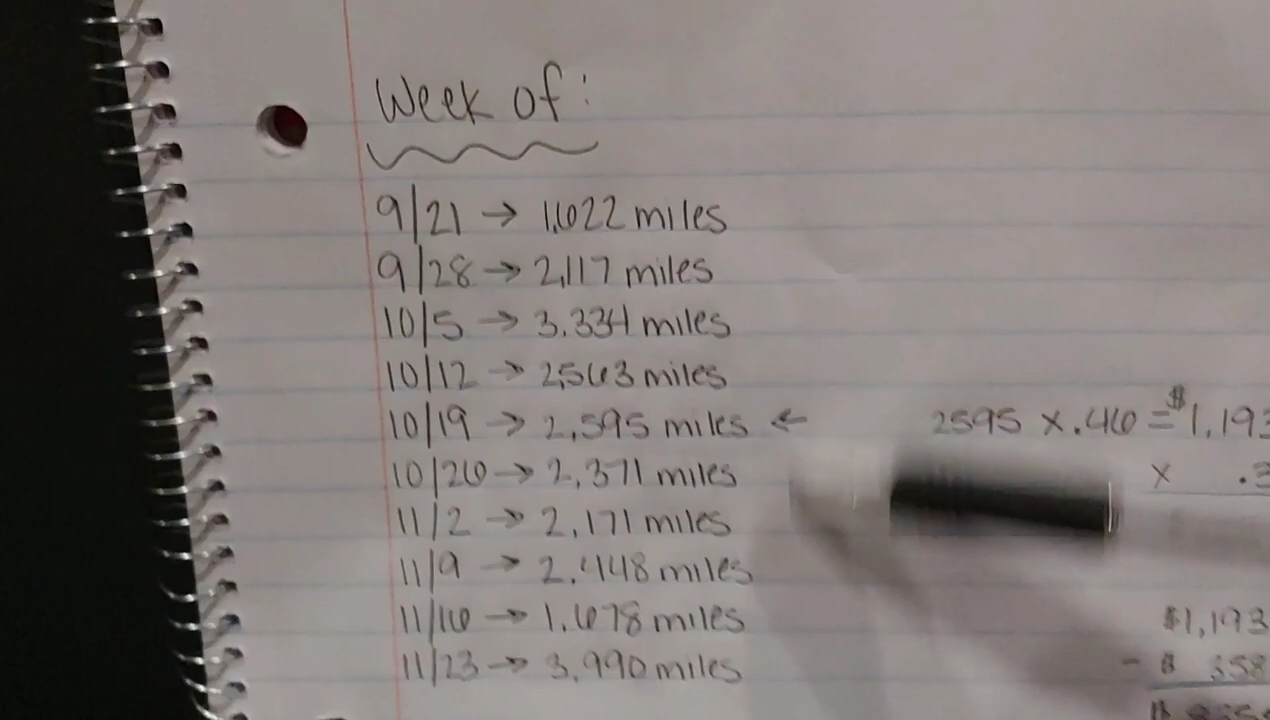 Week of:
9/21 → 1,622 miles
9/28 → 2,117 miles
10/5 → 3,334 miles
10/12 → 2,563 miles
10/19 → 2,595 miles ← 2595 x .46 = $1,193
x .3
10/26 → 2,371 miles
11/2 → 2,171 miles
11/9 → 2,448 miles
11/16 → 1,678 miles $1,193
11/23 → 3,990 miles - $ 358